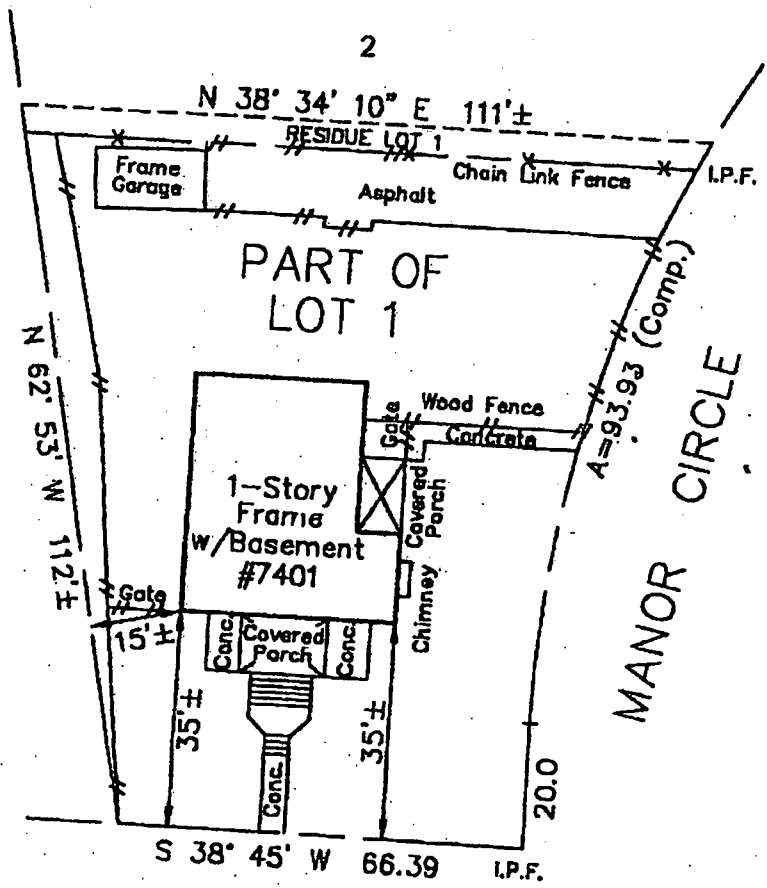 2
N 38° 34' 10" E 111'±
RESIDUE LOT 1
Frame
Garage
Chain Link Fence
I.P.F.
Asphalt
PART OF
LOT 1
N 62° 53' W 112'±
A=93.93 (Comp.)
MANOR CIRCLE
Gate
Wood Fence
Concrete
Covered
Porch
1-Story
Frame
w/Basement
#7401
Chimney
Gate
15'±
Conc.
Covered
Porch
Conc.
35'±
35'±
Conc.
20.0
S 38° 45' W 66.39
I.P.F.